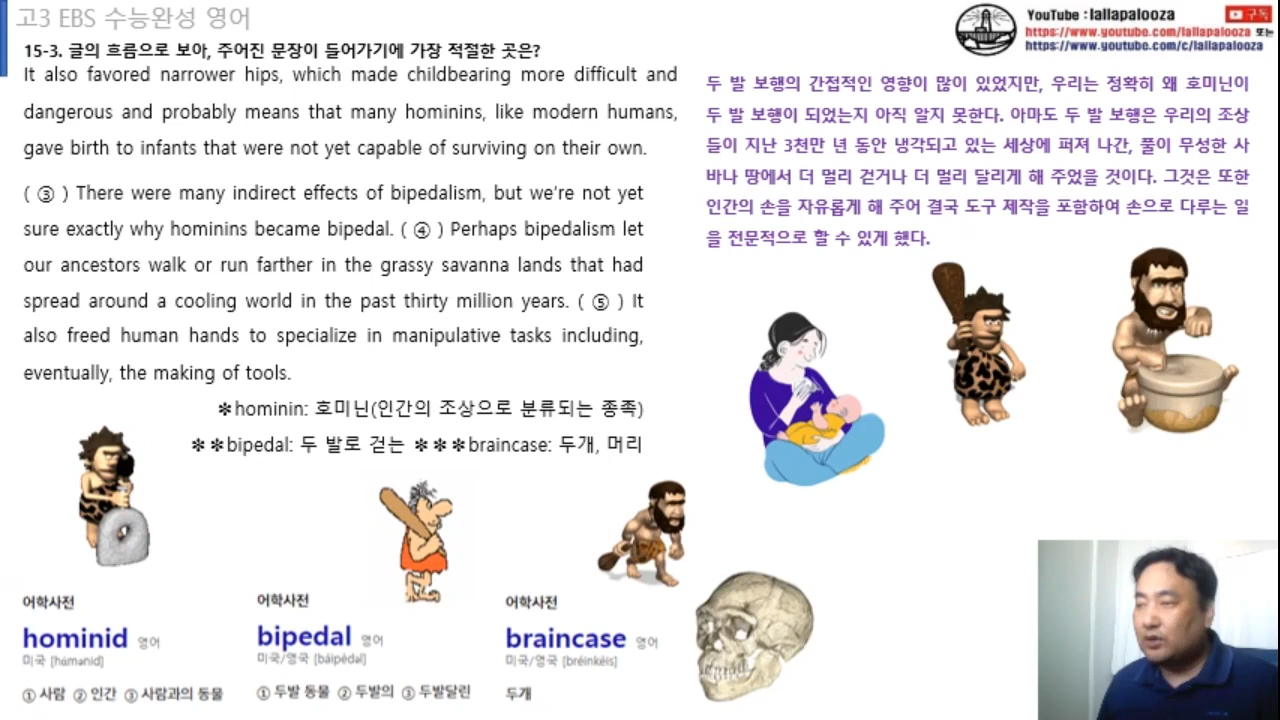 고3 EBS 수능완성 영어
YouTube : lallapalooza
구독
https://www.youtube.com/lallapalooza 또는
https://www.youtube.com/c/lallapalooza
15-3. 글의 흐름으로 보아, 주어진 문장이 들어가기에 가장 적절한 곳은?
It also favored narrower hips, which made childbearing more difficult and
dangerous and probably means that many hominins, like modern humans,
gave birth to infants that were not yet capable of surviving on their own.
( ③ ) There were many indirect effects of bipedalism, but we're not yet
sure exactly why hominins became bipedal. ( ④ ) Perhaps bipedalism let
our ancestors walk or run farther in the grassy savanna lands that had
spread around a cooling world in the past thirty million years. ( ⑤ ) It
also freed human hands to specialize in manipulative tasks including,
eventually, the making of tools.
✻hominin: 호미닌(인간의 조상으로 분류되는 종족)
✻✻bipedal: 두 발로 걷는 ✻✻✻braincase: 두개, 머리
두 발 보행의 간접적인 영향이 많이 있었지만, 우리는 정확히 왜 호미닌이
두 발 보행이 되었는지 아직 알지 못한다. 아마도 두 발 보행은 우리의 조상
들이 지난 3천만 년 동안 냉각되고 있는 세상에 퍼져 나간, 풀이 무성한 사
바나 땅에서 더 멀리 걷거나 더 멀리 달리게 해 주었을 것이다. 그것은 또한
인간의 손을 자유롭게 해 주어 결국 도구 제작을 포함하여 손으로 다루는 일
을 전문적으로 할 수 있게 했다.
어학사전
hominid 영어
미국 [hάmənid]
① 사람 ② 인간 ③ 사람과의 동물
어학사전
bipedal 영어
미국/영국 [báipèdəl]
① 두발 동물 ② 두발의 ③ 두발달린
어학사전
braincase 영어
미국/영국 [bréinkèis]
두개